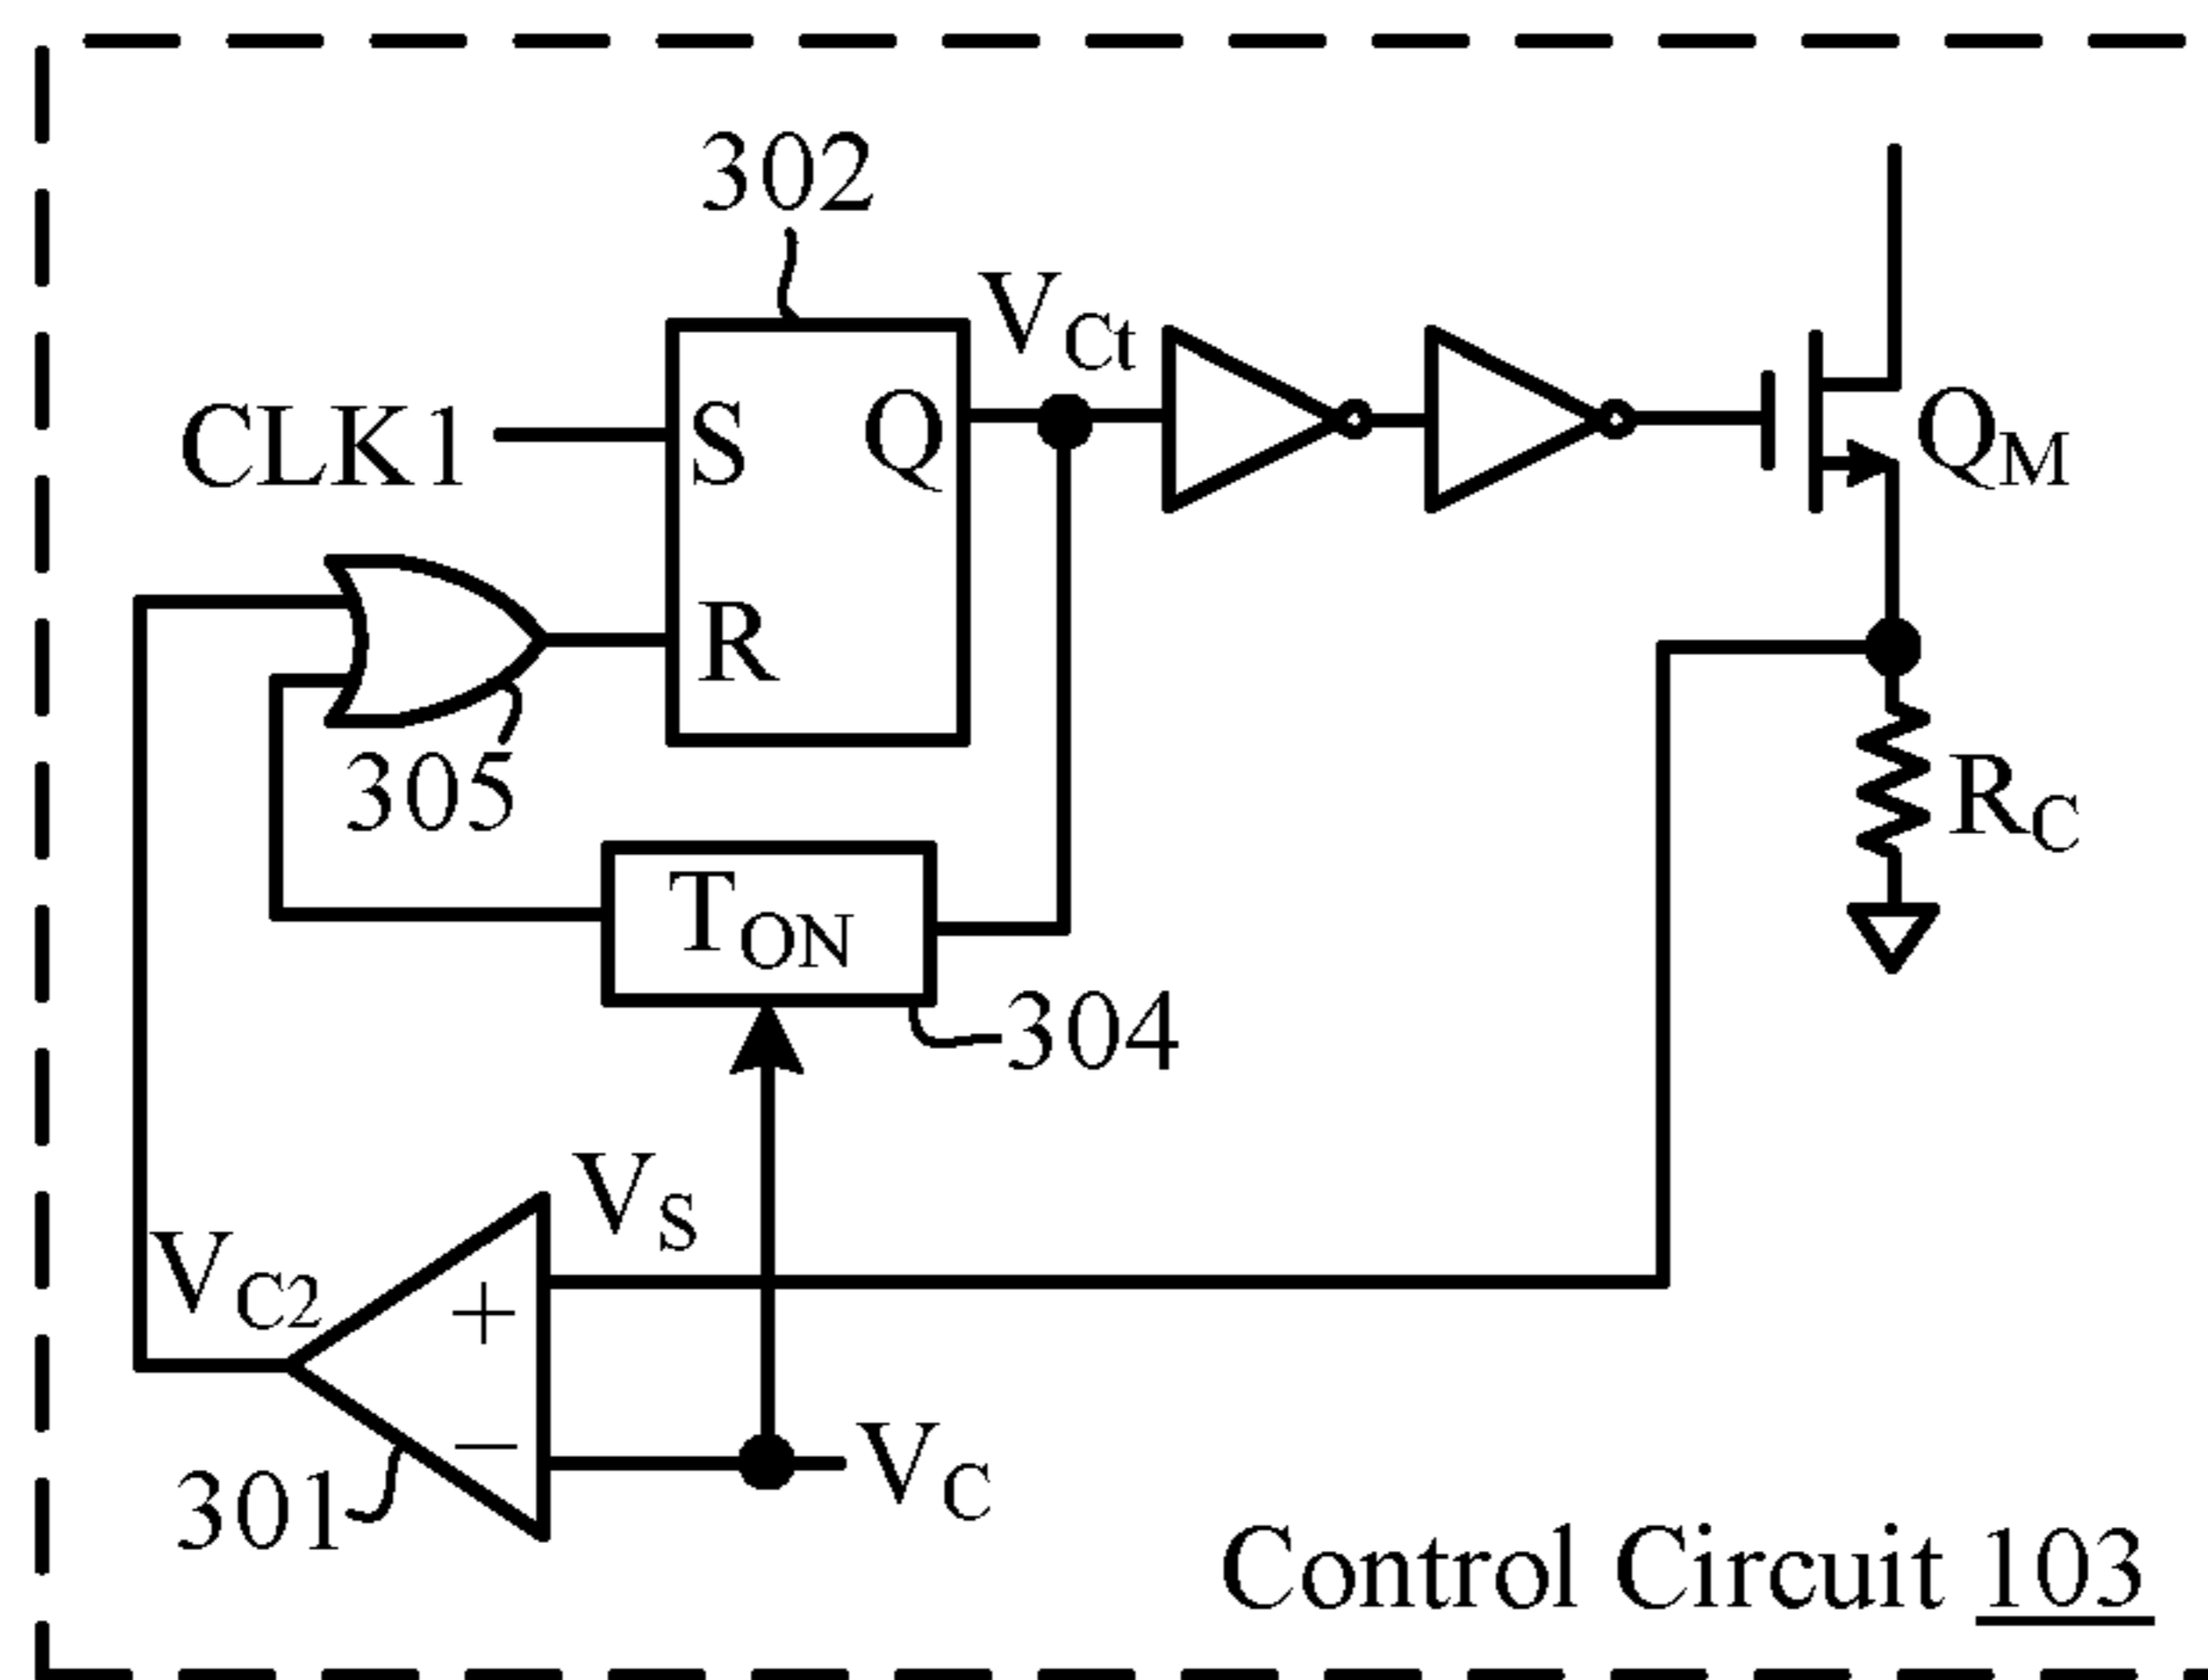 302
V_Ct
CLK1
S
Q
Q_M
R
305
R_C
T_ON
304
V_S
V_C2
+
−
V_C
301
Control Circuit 103